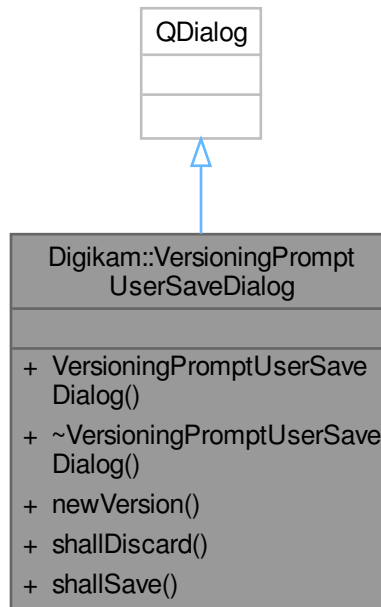 QDialog
Digikam::VersioningPrompt
UserSaveDialog
+ VersioningPromptUserSave
Dialog()
+ ~VersioningPromptUserSave
Dialog()
+ newVersion()
+ shallDiscard()
+ shallSave()